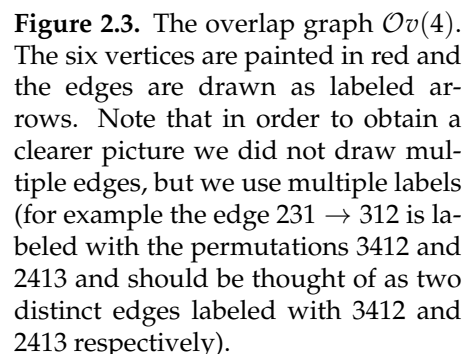 Figure 2.3. The overlap graph 𝒪v(4).
The six vertices are painted in red and
the edges are drawn as labeled ar-
rows. Note that in order to obtain a
clearer picture we did not draw mul-
tiple edges, but we use multiple labels
(for example the edge 231 → 312 is la-
beled with the permutations 3412 and
2413 and should be thought of as two
distinct edges labeled with 3412 and
2413 respectively).